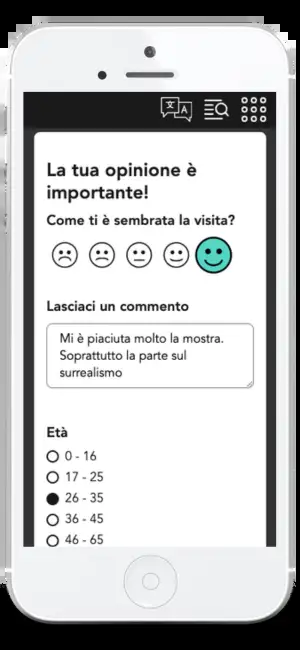 文 A
La tua opinione è
importante!
Come ti è sembrata la visita?
Lasciaci un commento
Mi è piaciuta molto la mostra.
Soprattutto la parte sul
surrealismo
Età
0 - 16
17 - 25
26 - 35
36 - 45
46 - 65